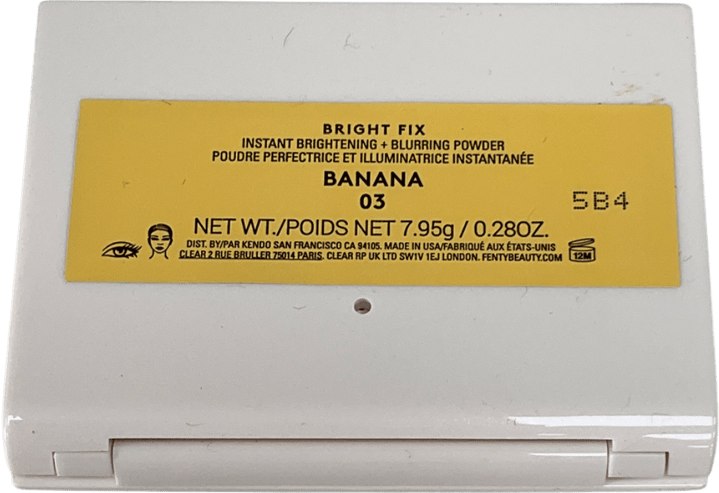 BRIGHT FIX
INSTANT BRIGHTENING + BLURRING POWDER
POUDRE PERFECTRICE ET ILLUMINATRICE INSTANTANÉE
BANANA
03
5B4
NET WT./POIDS NET 7.95g / 0.28OZ.
DIST. BY/PAR KENDO SAN FRANCISCO CA 94105. MADE IN USA/FABRIQUÉ AUX ÉTATS-UNIS
CLEAR 2 RUE BRULLER 75014 PARIS. CLEAR RP UK LTD SW1V 1EJ LONDON. FENTYBEAUTY.COM
12M